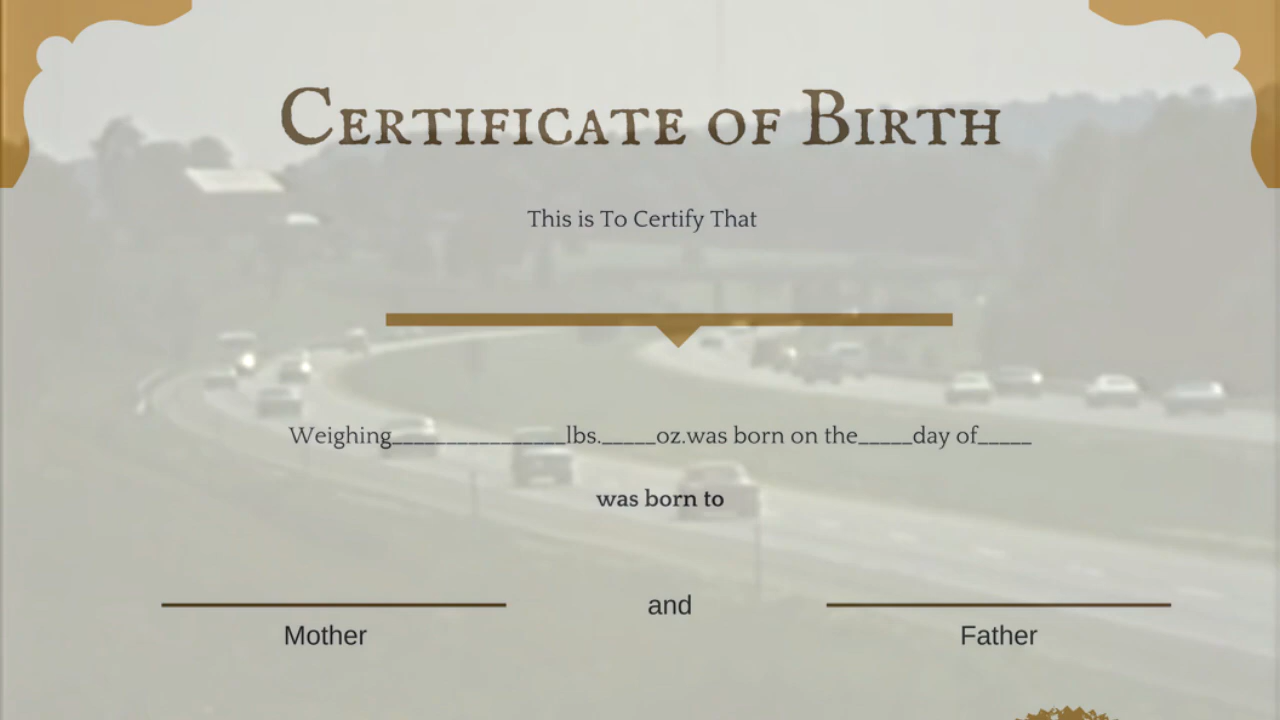 Certificate of Birth
This is To Certify That
Weighing________________lbs._____oz.was born on the_____day of_____
was born to
and
Mother
Father